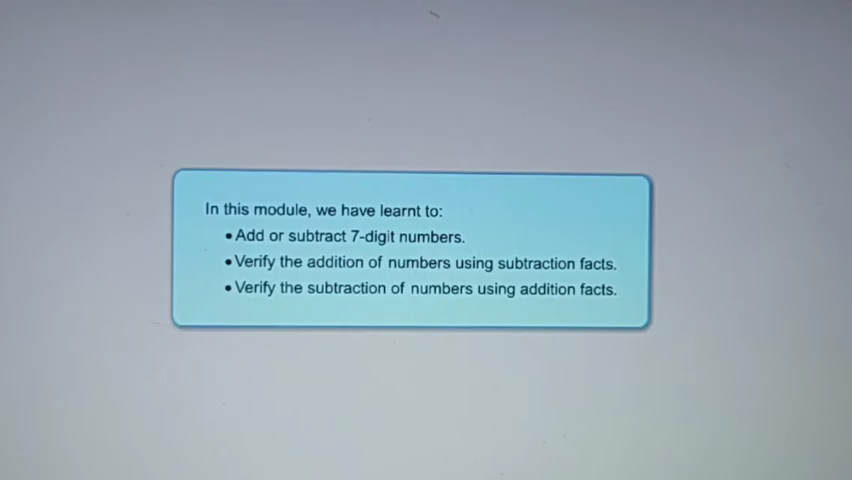 In this module, we have learnt to:
•Add or subtract 7-digit numbers.
•Verify the addition of numbers using subtraction facts.
•Verify the subtraction of numbers using addition facts.